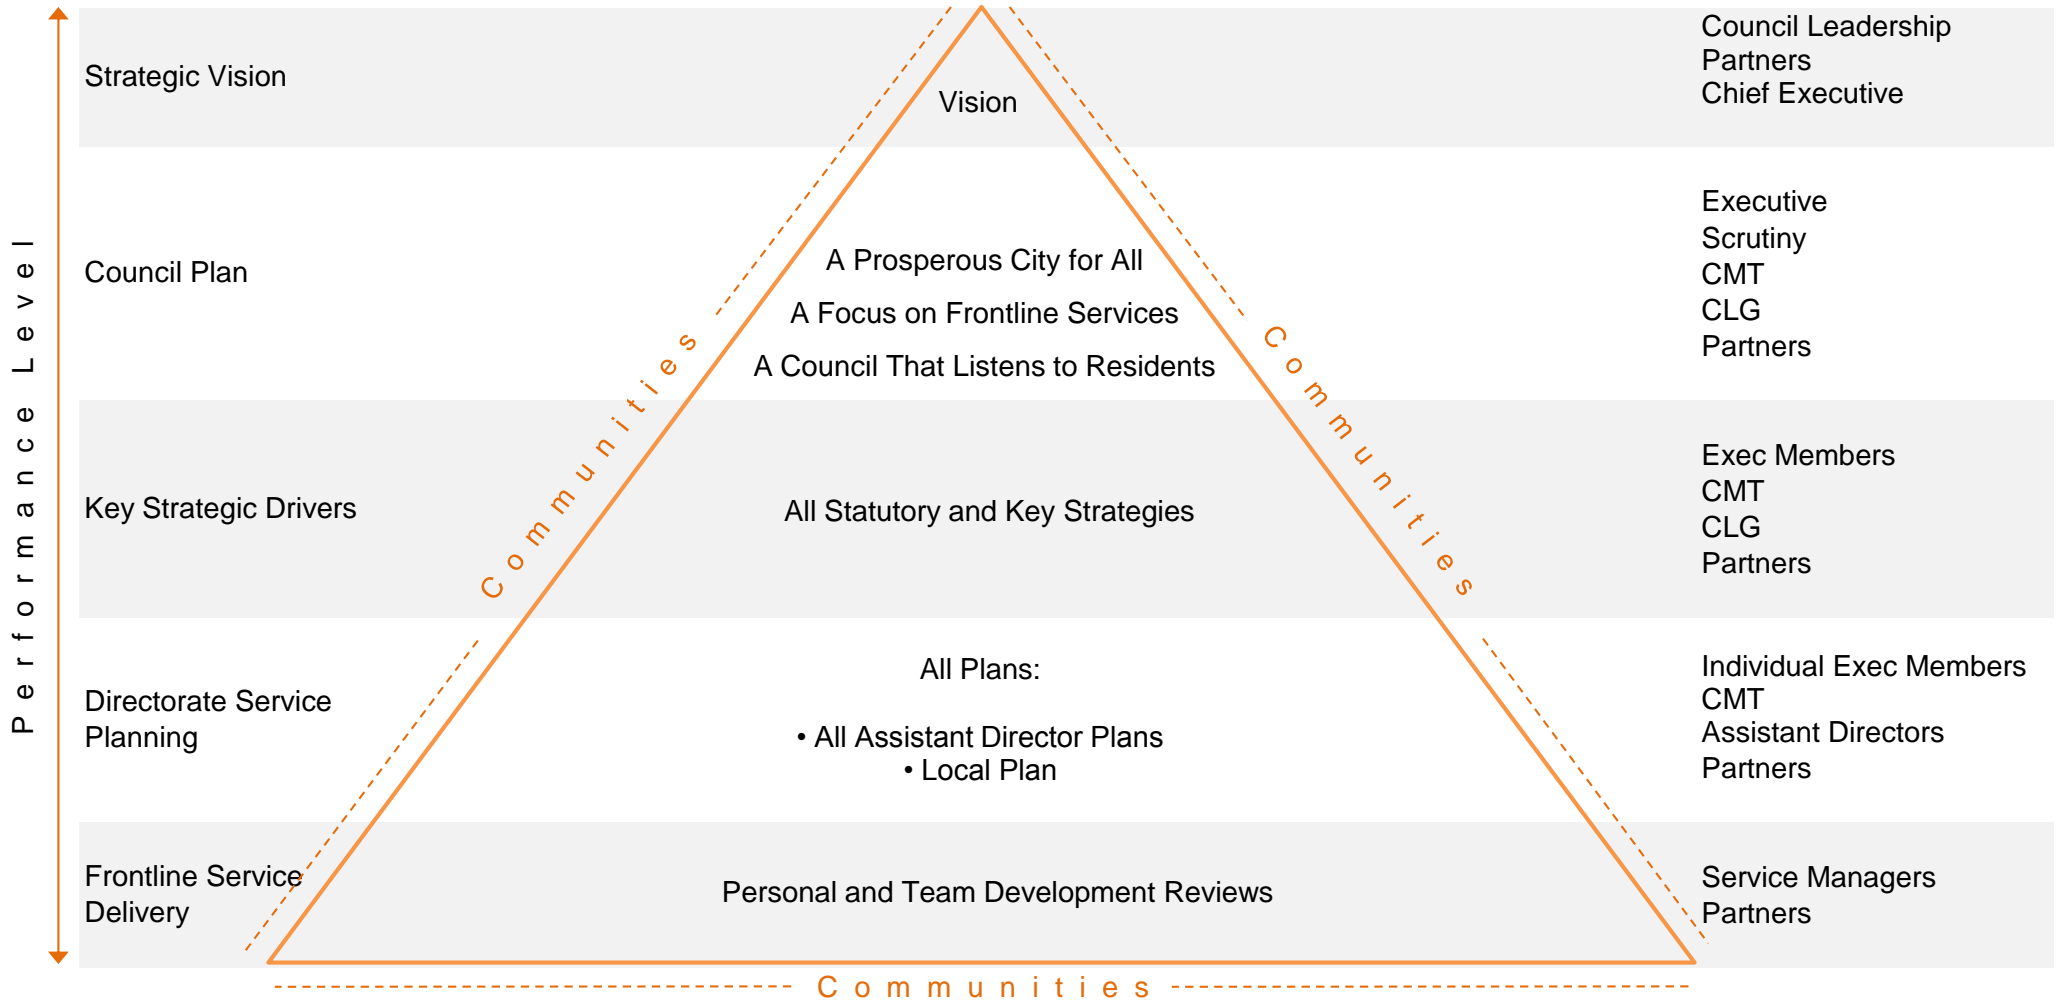 Performance Level
Strategic Vision
Vision
Council Leadership
Partners
Chief Executive
Council Plan
A Prosperous City for All
A Focus on Frontline Services
A Council That Listens to Residents
Executive
Scrutiny
CMT
CLG
Partners
Communities
Communities
Key Strategic Drivers
All Statutory and Key Strategies
Exec Members
CMT
CLG
Partners
Directorate Service
Planning
All Plans:
• All Assistant Director Plans
• Local Plan
Individual Exec Members
CMT
Assistant Directors
Partners
Frontline Service
Delivery
Personal and Team Development Reviews
Service Managers
Partners
Communities